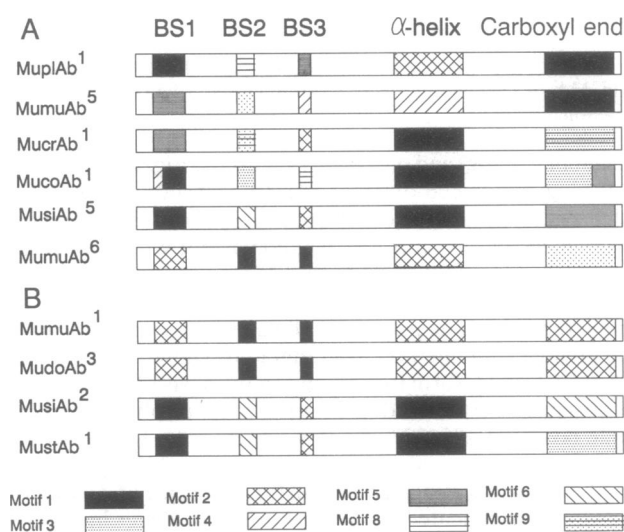 A BS1 BS2 BS3 α-helix Carboxyl end
MuplAb1
MumuAb5
MucrAb1
MucoAb1
MusiAb5
MumuAb6
B
MumuAb1
MudoAb3
MusiAb2
MustAb1
Motif 1 Motif 2 Motif 5 Motif 6
Motif 3 Motif 4 Motif 8 Motif 9